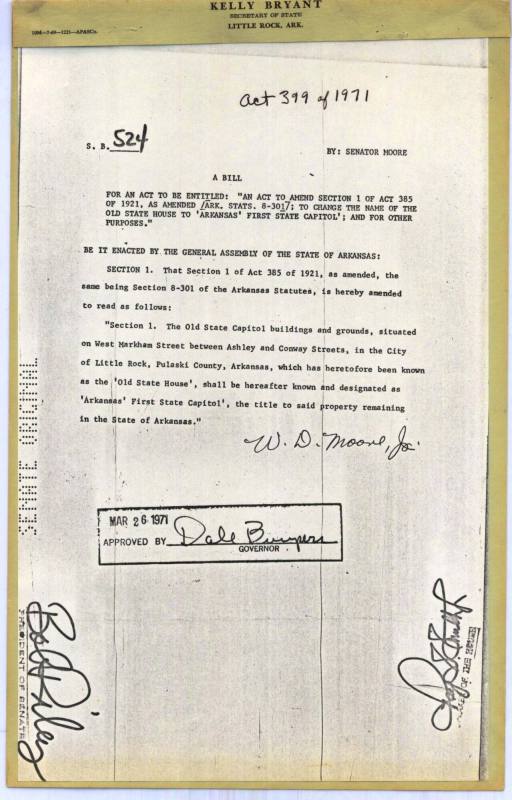 KELLY BRYANT
SECRETARY OF STATE
LITTLE ROCK, ARK.
Act 399 of 1971
S. B. 524
BY: SENATOR MOORE
A BILL
FOR AN ACT TO BE ENTITLED: "AN ACT TO AMEND SECTION 1 OF ACT 385
OF 1921, AS AMENDED /ARK. STATS. 8-301/; TO CHANGE THE NAME OF THE
OLD STATE HOUSE TO 'ARKANSAS' FIRST STATE CAPITOL'; AND FOR OTHER
PURPOSES."
BE IT ENACTED BY THE GENERAL ASSEMBLY OF THE STATE OF ARKANSAS:
SECTION 1. That Section 1 of Act 385 of 1921, as amended, the
same being Section 8-301 of the Arkansas Statutes, is hereby amended
to read as follows:
"Section 1. The Old State Capitol buildings and grounds, situated
on West Markham Street between Ashley and Conway Streets, in the City
of Little Rock, Pulaski County, Arkansas, which has heretofore been known
as the 'Old State House', shall be hereafter known and designated as
'Arkansas' First State Capitol', the title to said property remaining
in the State of Arkansas."
W. D. Moore, Jr.
SENATE ORIGINAL
MAR 26 1971
APPROVED BY Dale Bumpers
GOVERNOR
Bob Riley
PRESIDENT OF SENATE
OF THE HOUSE